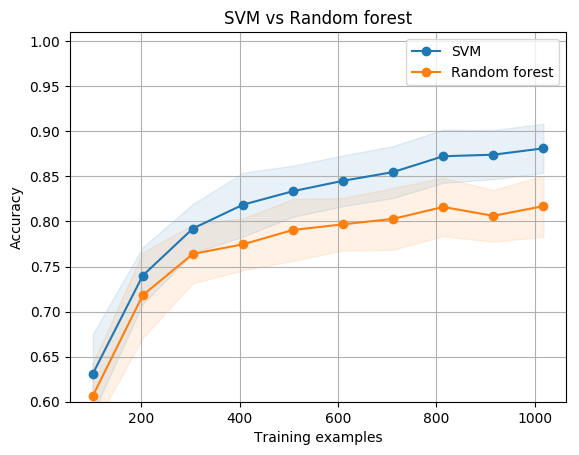 SVM vs Random forest
SVM
Random forest
1.00
0.95
0.90
0.85
0.80
0.75
0.70
0.65
0.60
Accuracy
200 400 600 800 1000
Training examples